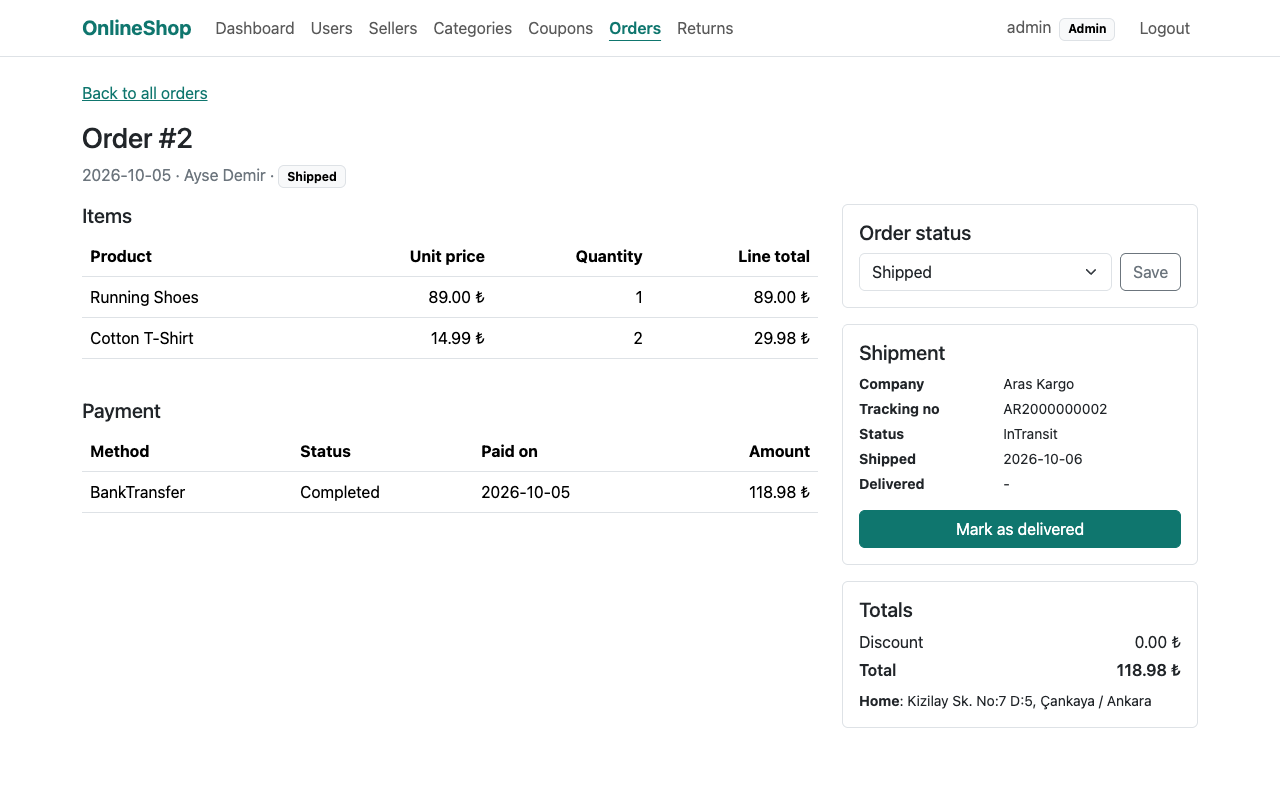 OnlineShop Dashboard Users Sellers Categories Coupons Orders Returns admin Admin Logout
Back to all orders
Order #2
2026-10-05 · Ayse Demir · Shipped
Items
Product Unit price Quantity Line total
Running Shoes 89.00 ₺ 1 89.00 ₺
Cotton T-Shirt 14.99 ₺ 2 29.98 ₺
Payment
Method Status Paid on Amount
BankTransfer Completed 2026-10-05 118.98 ₺
Order status
Shipped Save
Shipment
Company Aras Kargo
Tracking no AR2000000002
Status InTransit
Shipped 2026-10-06
Delivered -
Mark as delivered
Totals
Discount 0.00 ₺
Total 118.98 ₺
Home: Kizilay Sk. No:7 D:5, Çankaya / Ankara